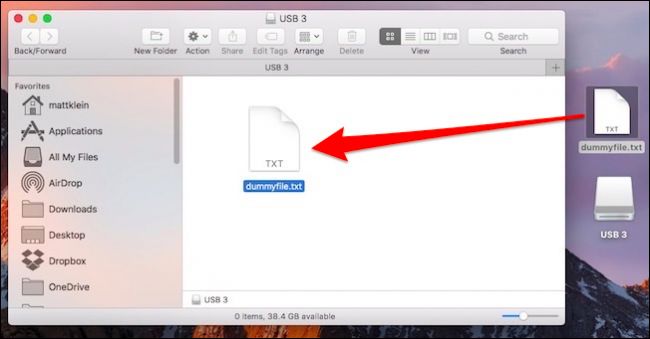 USB 3
Back/Forward
New Folder
Action
Share
Edit Tags
Arrange
Delete
View
Search
Search
USB 3
Favorites
mattklein
Applications
All My Files
AirDrop
Downloads
Desktop
Dropbox
OneDrive
TXT
dummyfile.txt
TXT
dummyfile.txt
USB 3
USB 3
0 items, 38.4 GB available